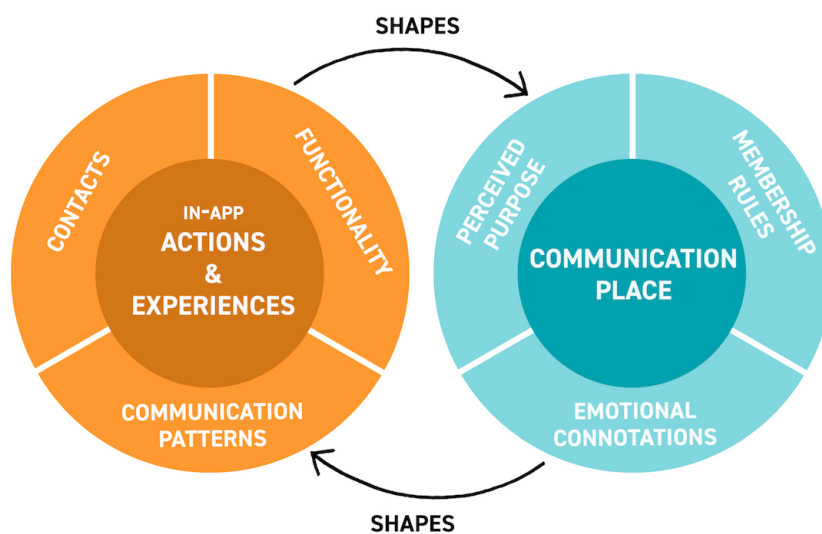 SHAPES
CONTACTS
FUNCTIONALITY
IN-APP
ACTIONS
&
EXPERIENCES
COMMUNICATION
PATTERNS
PERCEIVED
PURPOSE
MEMBERSHIP
RULES
COMMUNICATION
PLACE
EMOTIONAL
CONNOTATIONS
SHAPES